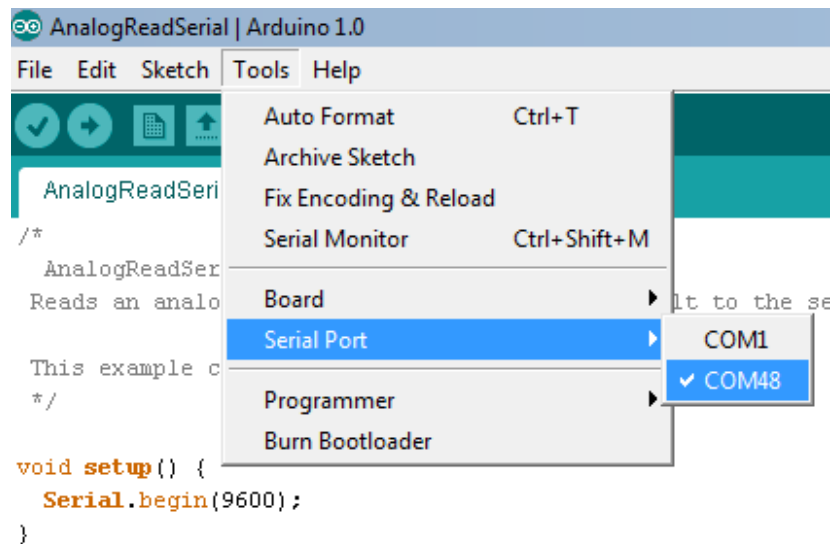 AnalogReadSerial | Arduino 1.0
File Edit Sketch Tools Help
Auto Format Ctrl+T
Archive Sketch
Fix Encoding & Reload
Serial Monitor Ctrl+Shift+M
Board
Serial Port
Programmer
Burn Bootloader
COM1
COM48
AnalogReadSeri
/*
AnalogReadSer
Reads an analo lt to the se
This example c
*/
void setup() {
Serial.begin(9600);
}